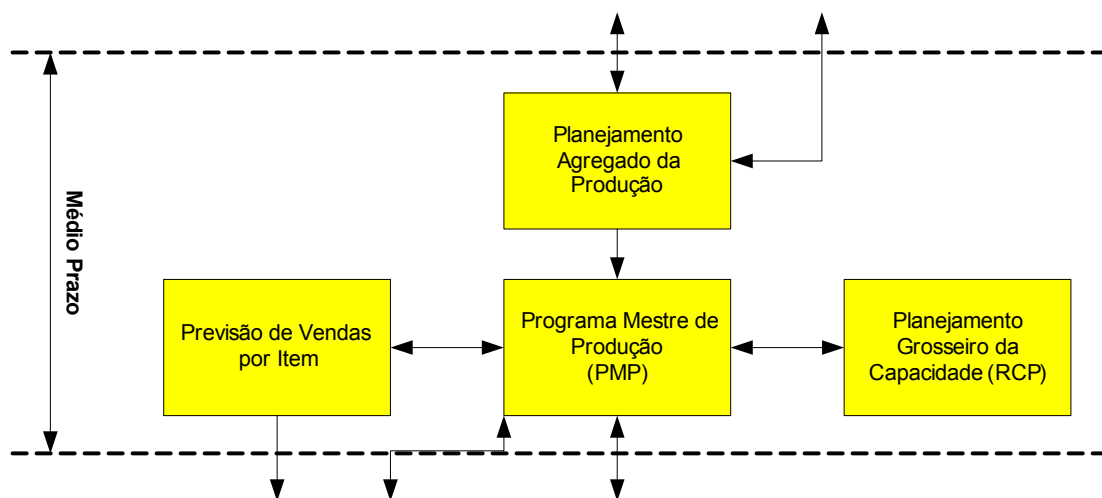 Planejamento
Agregado da
Produção
Médio Prazo
Previsão de Vendas
por Item
Programa Mestre de
Produção
(PMP)
Planejamento
Grosseiro da
Capacidade (RCP)